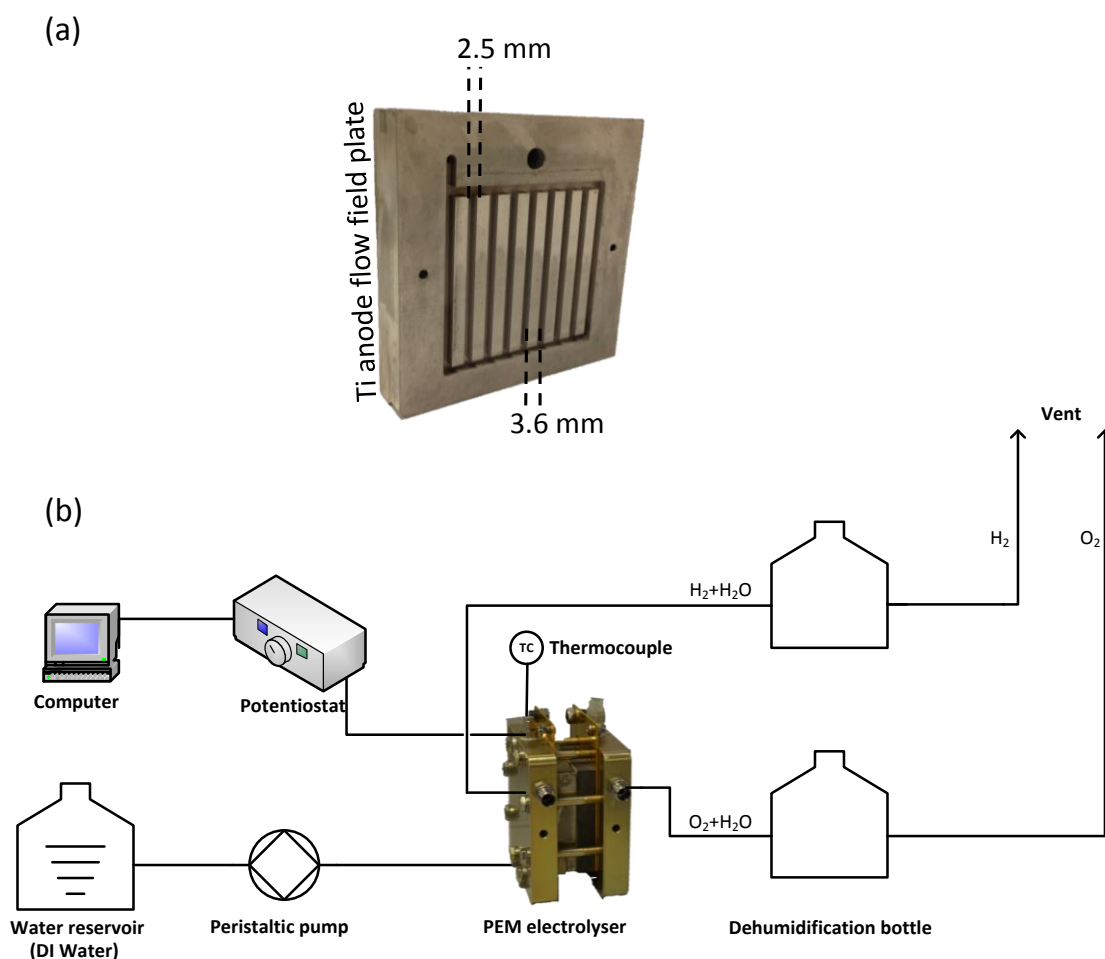 (a)
2.5 mm
Ti anode flow field plate
3.6 mm
Vent
(b)
H₂
O₂
H₂+H₂O
TC
Thermocouple
Computer
Potentiostat
O₂+H₂O
Water reservoir
(DI Water)
Peristaltic pump
PEM electrolyser
Dehumidification bottle